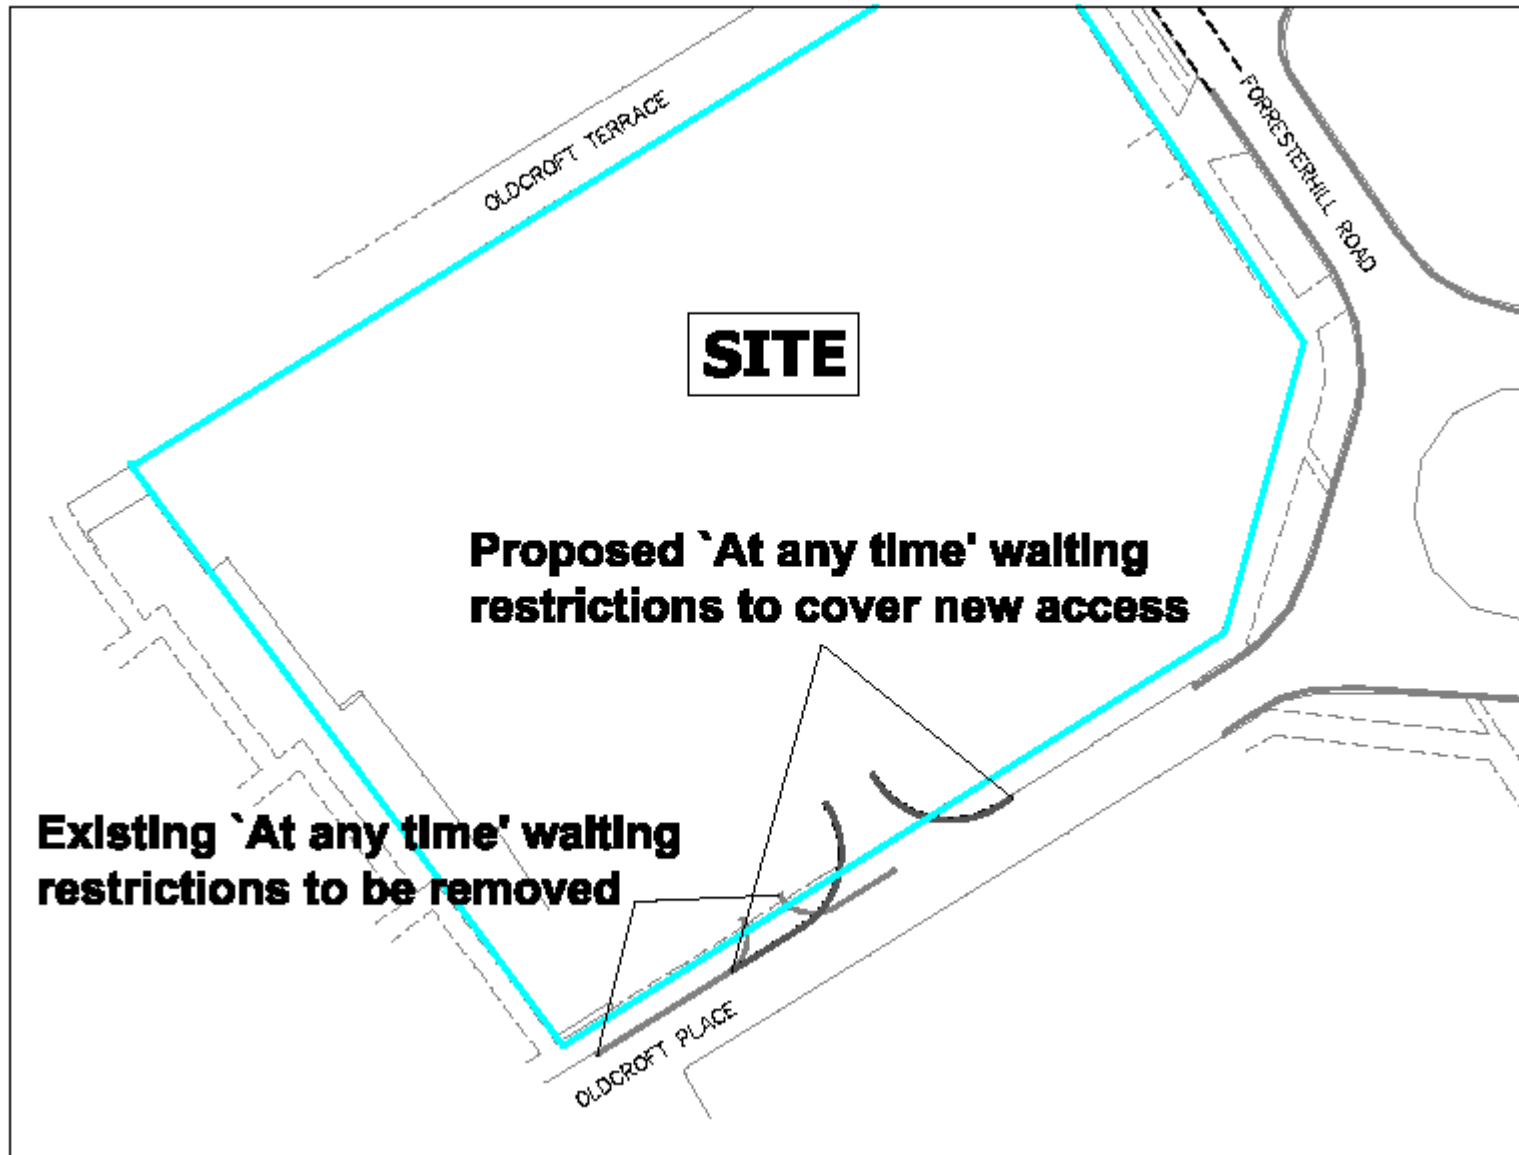 OLDCROFT TERRACE
FORRESTERHILL ROAD
SITE
Proposed `At any time' waiting
restrictions to cover new access
Existing `At any time' waiting
restrictions to be removed
OLDCROFT PLACE